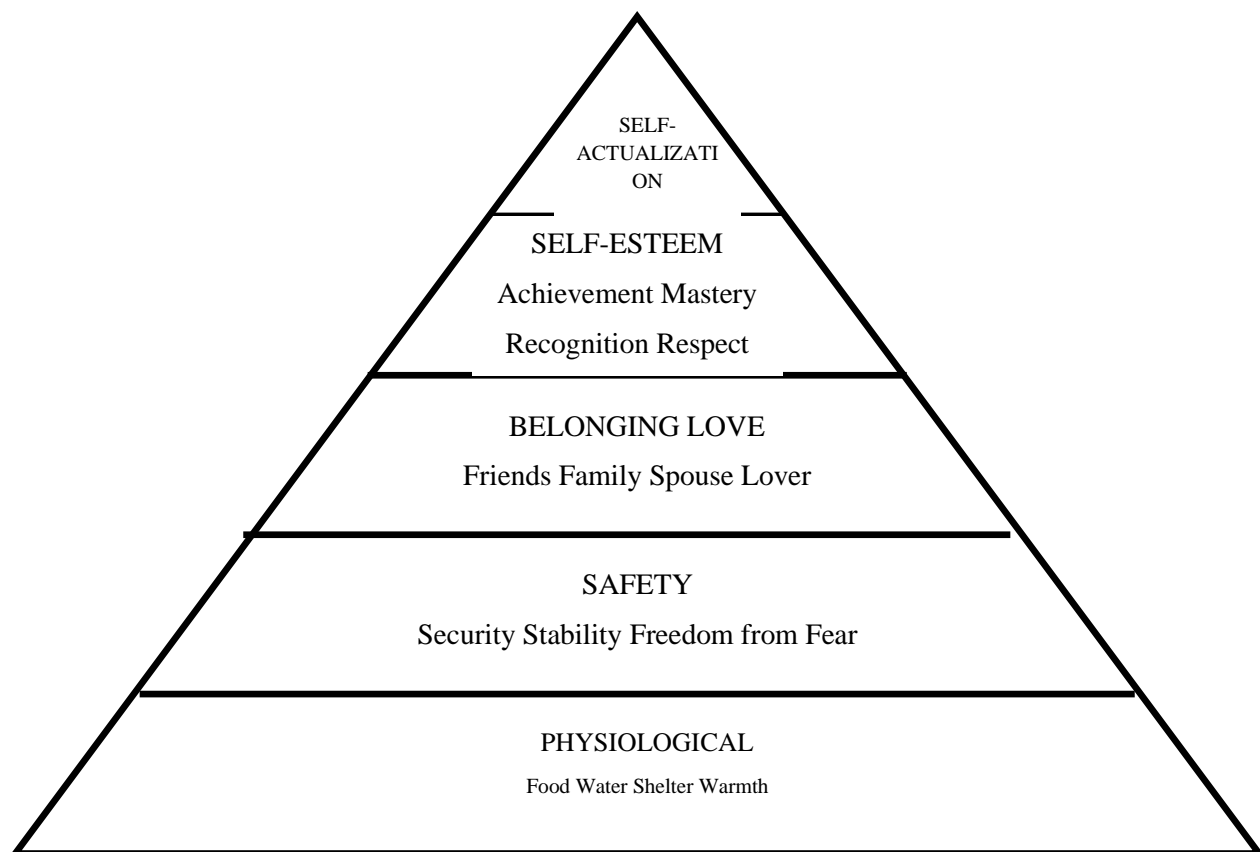 SELF-
ACTUALIZATI
ON
SELF-ESTEEM
Achievement Mastery
Recognition Respect
BELONGING LOVE
Friends Family Spouse Lover
SAFETY
Security Stability Freedom from Fear
PHYSIOLOGICAL
Food Water Shelter Warmth